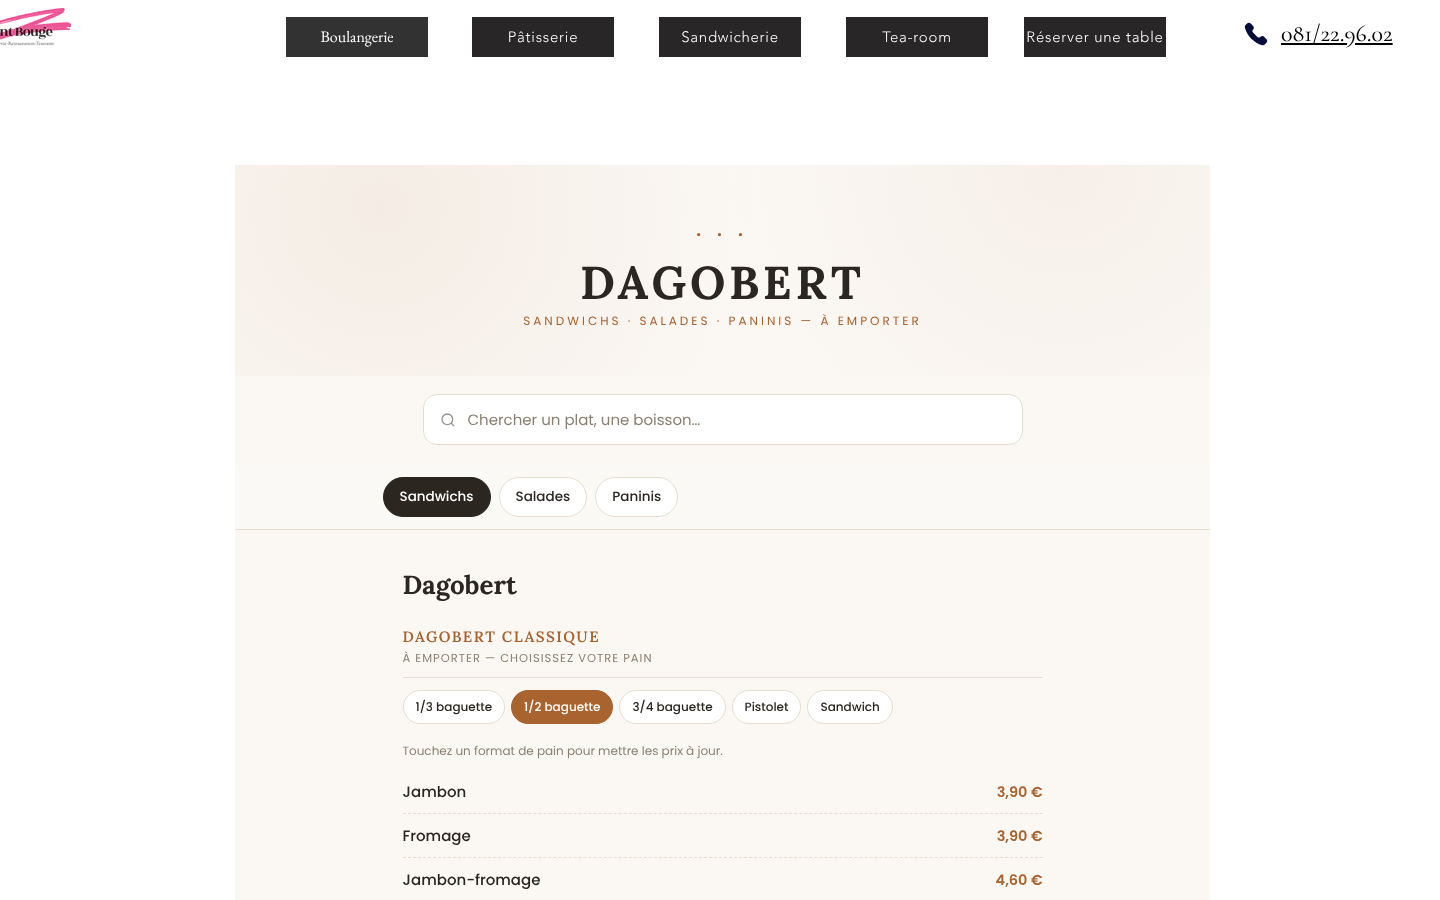 nt Bouge
Boulangerie
Pâtisserie
Sandwicherie
Tea-room
Réserver une table
081/22.96.02
DAGOBERT
SANDWICHS · SALADES · PANINIS — À EMPORTER
Chercher un plat, une boisson...
Sandwichs
Salades
Paninis
Dagobert
DAGOBERT CLASSIQUE
À EMPORTER — CHOISISSEZ VOTRE PAIN
1/3 baguette
1/2 baguette
3/4 baguette
Pistolet
Sandwich
Touchez un format de pain pour mettre les prix à jour.
Jambon 3,90 €
Fromage 3,90 €
Jambon-fromage 4,60 €